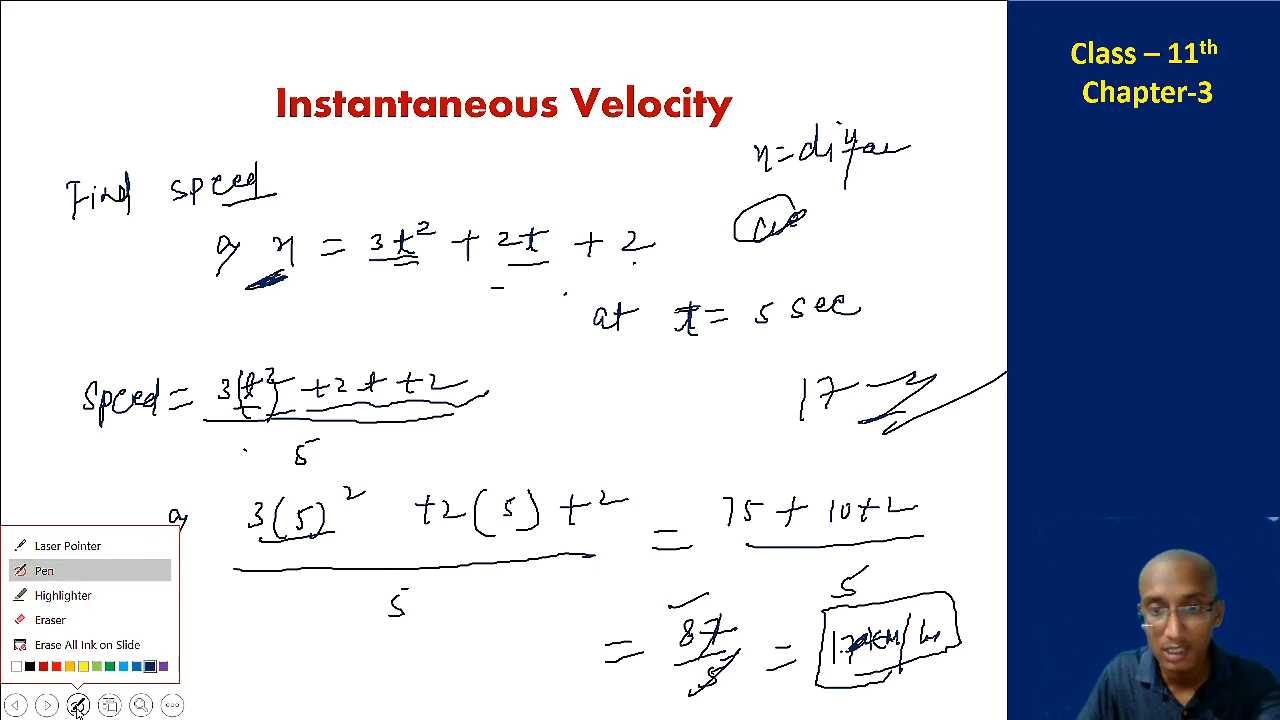 Class – 11th
Chapter-3
Instantaneous Velocity
Find speed
x = 3t² + 2t + 2
at t = 5 sec
Speed = 3(t²) + 2t + 2
5
17
3(5)² +2(5) +2 = 75 + 10+2
5 5
= 87 =
5
Laser Pointer
Pen
Highlighter
Eraser
Erase All Ink on Slide